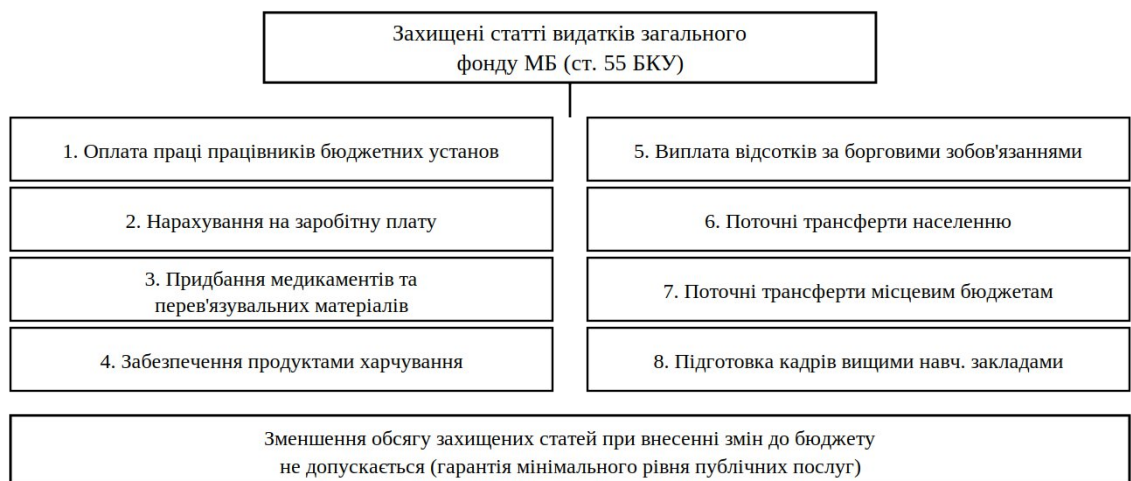 Захищені статті видатків загального
фонду МБ (ст. 55 БКУ)
1. Оплата праці працівників бюджетних установ
2. Нарахування на заробітну плату
3. Придбання медикаментів та
перев'язувальних матеріалів
4. Забезпечення продуктами харчування
5. Виплата відсотків за борговими зобов'язаннями
6. Поточні трансферти населенню
7. Поточні трансферти місцевим бюджетам
8. Підготовка кадрів вищими навч. закладами
Зменшення обсягу захищених статей при внесенні змін до бюджету
не допускається (гарантія мінімального рівня публічних послуг)